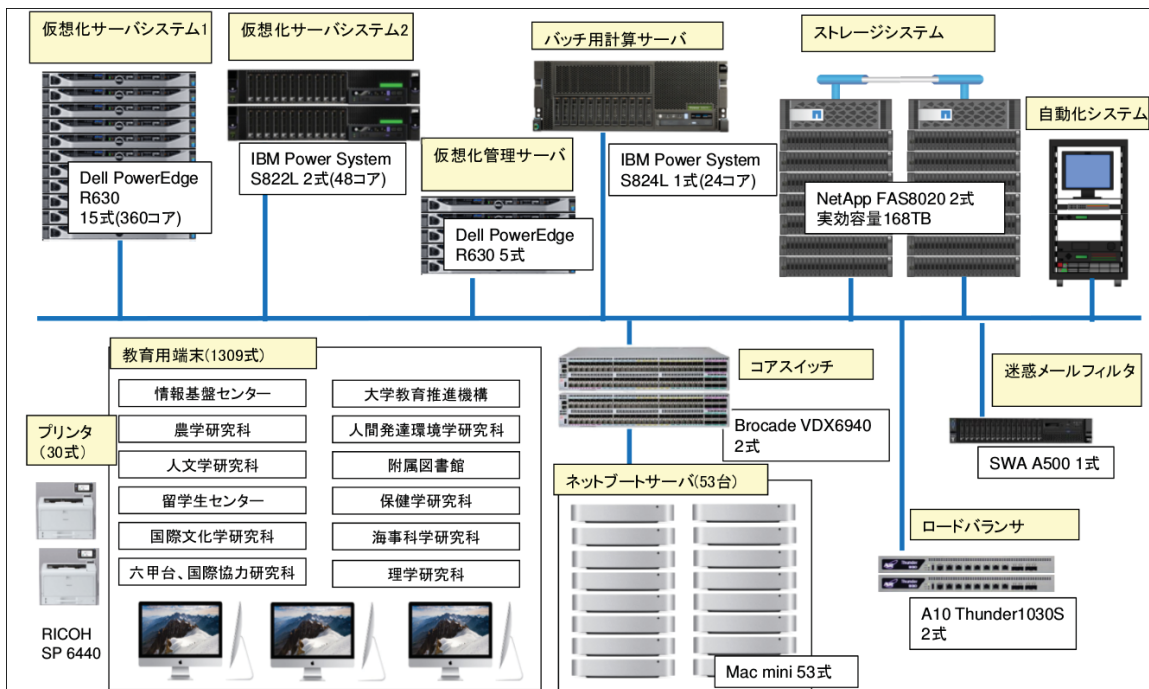 仮想化サーバシステム1
Dell PowerEdge
R630
15式(360コア)
仮想化サーバシステム2
IBM Power System
S822L 2式(48コア)
仮想化管理サーバ
Dell PowerEdge
R630 5式
バッチ用計算サーバ
IBM Power System
S824L 1式(24コア)
ストレージシステム
NetApp FAS8020 2式
実効容量168TB
自動化システム
教育用端末(1309式)
情報基盤センター
大学教育推進機構
農学研究科
人間発達環境学研究科
人文学研究科
附属図書館
留学生センター
保健学研究科
国際文化学研究科
海事科学研究科
六甲台、国際協力研究科
理学研究科
プリンタ
(30式)
RICOH
SP 6440
コアスイッチ
Brocade VDX6940
2式
ネットブートサーバ(53台)
Mac mini 53式
迷惑メールフィルタ
SWA A500 1式
ロードバランサ
A10 Thunder1030S
2式